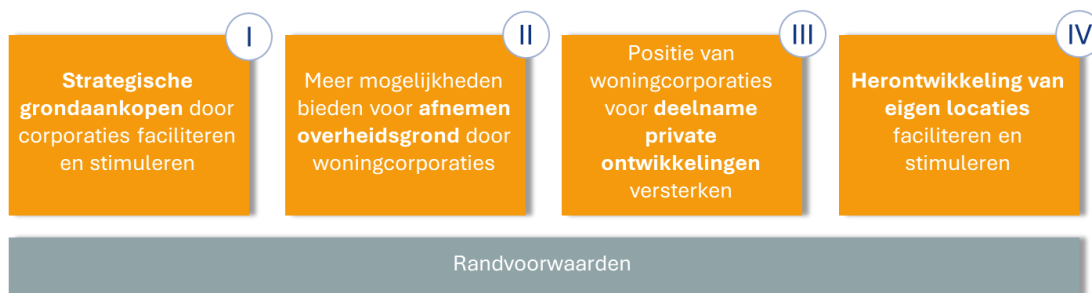 I
Strategische
grondaankopen door
corporaties faciliteren
en stimuleren
II
Meer mogelijkheden
bieden voor afnemen
overheidsgrond door
woningcorporaties
III
Positie van
woningcorporaties
voor deelname
private
ontwikkelingen
versterken
IV
Herontwikkeling van
eigen locaties
faciliteren en
stimuleren
Randvoorwaarden